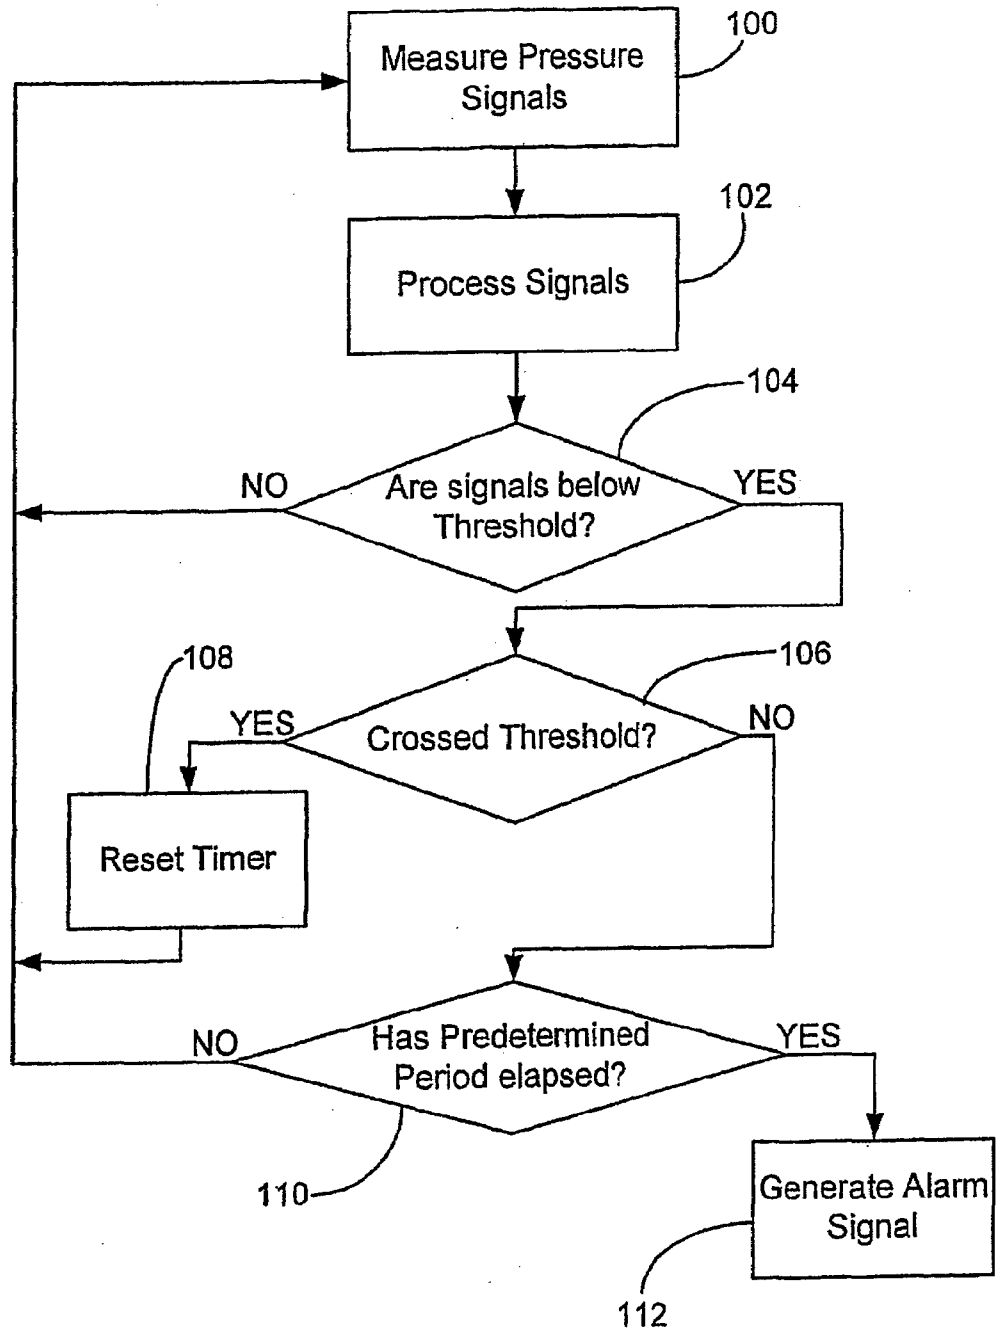 100
Measure Pressure
Signals
102
Process Signals
104
NO
Are signals below
Threshold?
YES
108
106
YES
Crossed Threshold?
NO
Reset Timer
NO
Has Predetermined
Period elapsed?
YES
110
Generate Alarm
Signal
112